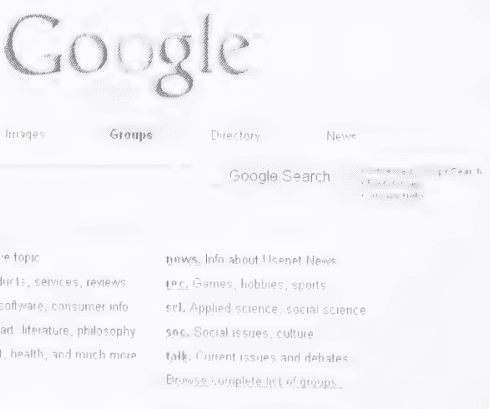 Google
Images Groups Directory News
Google Search
topic
news. Info about Usenet News
services, reviews
rec. Games, hobbies, sports
software, consumer info
sci. Applied science, social science
art, literature, philosophy
soc. Social issues, culture
health, and much more
talk. Current issues and debates
Browse complete list of groups...